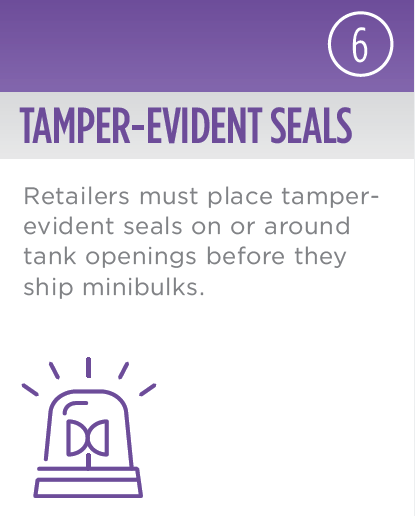 6
TAMPER-EVIDENT SEALS
Retailers must place tamper-
evident seals on or around
tank openings before they
ship minibulks.